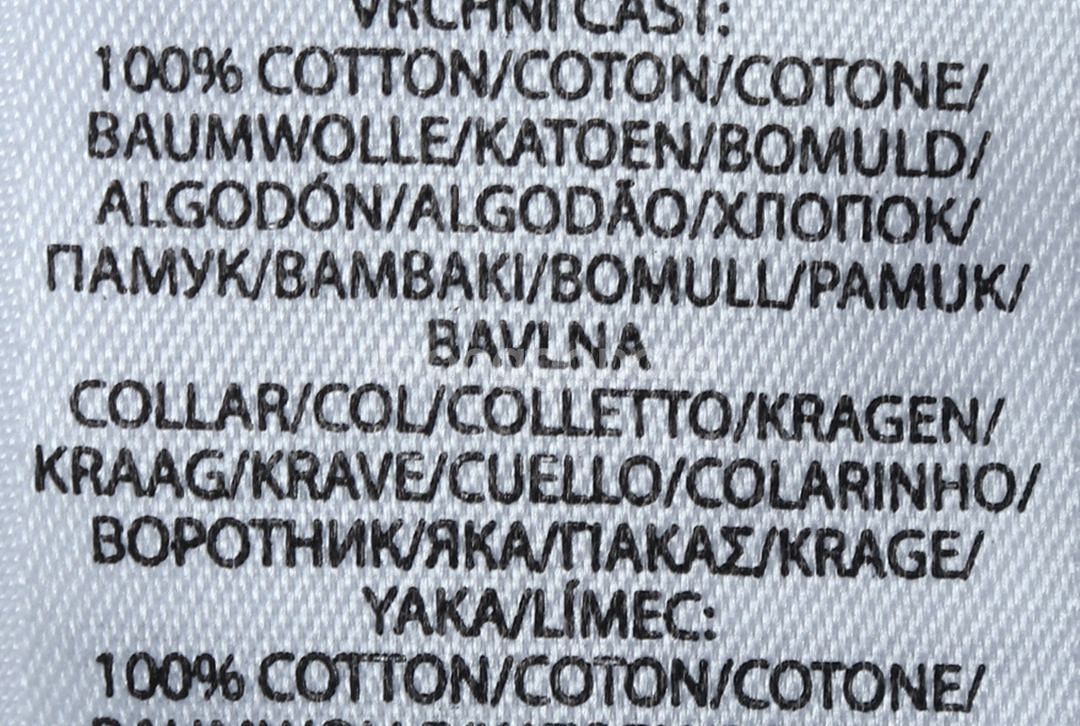 VRCHNÍ ČÁST:
100% COTTON/COTON/COTONE/
BAUMWOLLE/KATOEN/BOMULD/
ALGODÓN/ALGODÃO/ХЛОПОК/
ПАМУК/BAMBAKI/BOMULL/PAMUK/
BAVLNA
COLLAR/COL/COLLETTO/KRAGEN/
KRAAG/KRAVE/CUELLO/COLARINHO/
ВОРОТНИК/ЯКА/ΓΙΑΚΑΣ/KRAGE/
YAKA/LÍMEC:
100% COTTON/COTON/COTONE/